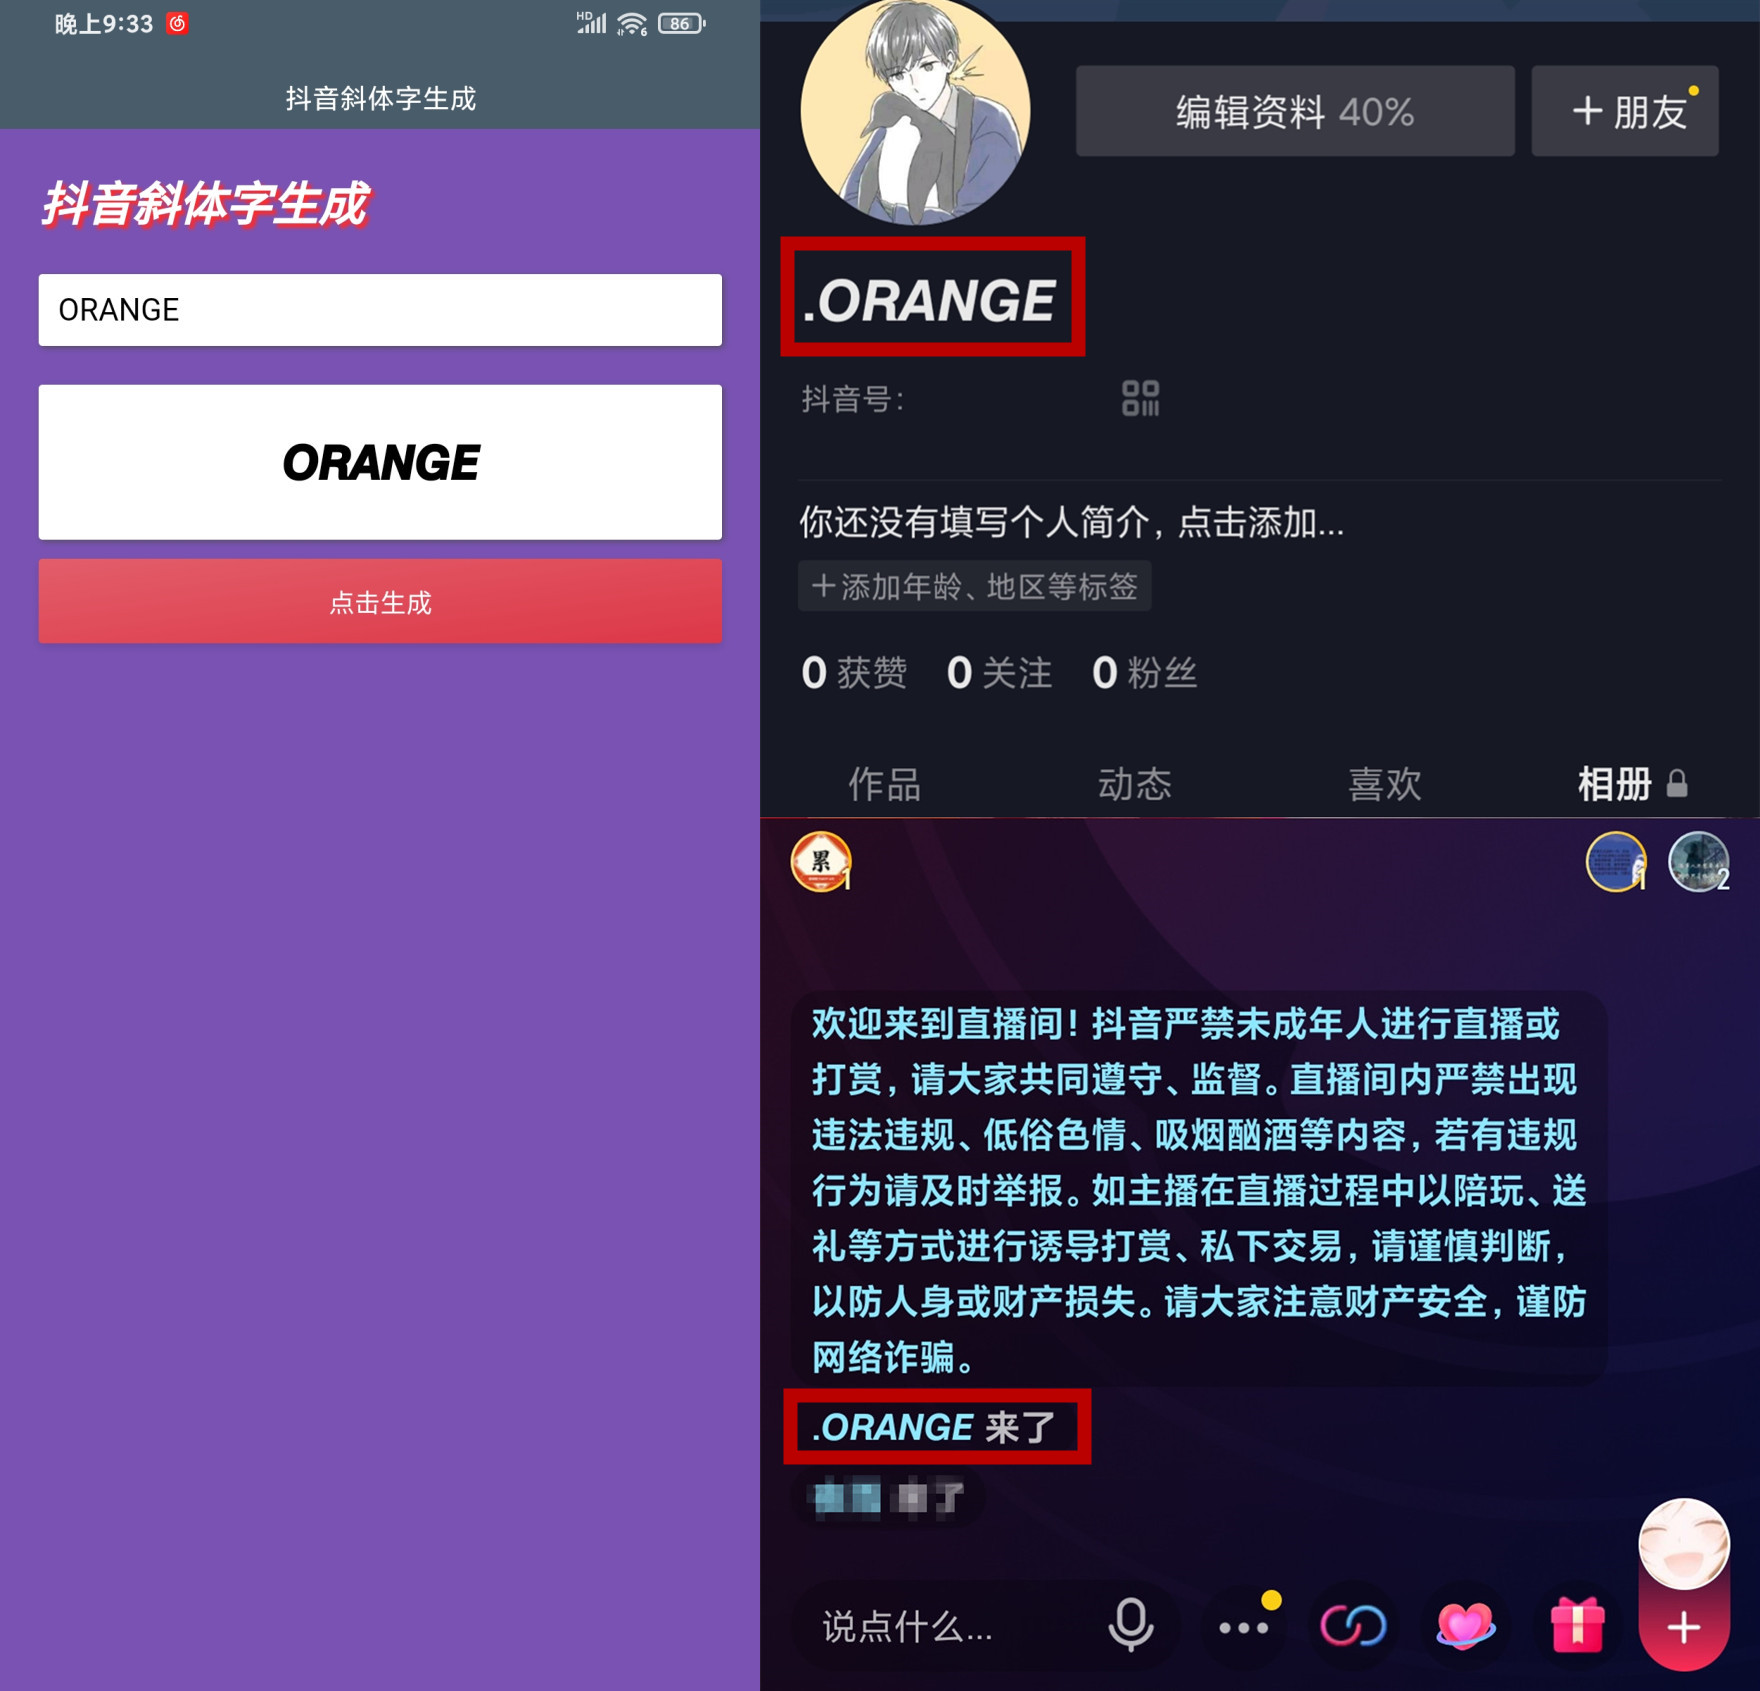 晚上9:33
HD
6
86
抖音斜体字生成
抖音斜体字生成
ORANGE
ORANGE
点击生成
编辑资料 40%
+ 朋友
.ORANGE
抖音号:
你还没有填写个人简介，点击添加...
+添加年龄、地区等标签
0 获赞 0 关注 0 粉丝
作品 动态 喜欢 相册
累 1
1
2
欢迎来到直播间！抖音严禁未成年人进行直播或
打赏，请大家共同遵守、监督。直播间内严禁出现
违法违规、低俗色情、吸烟酗酒等内容，若有违规
行为请及时举报。如主播在直播过程中以陪玩、送
礼等方式进行诱导打赏、私下交易，请谨慎判断，
以防人身或财产损失。请大家注意财产安全，谨防
网络诈骗。
.ORANGE 来了
来了
说点什么...